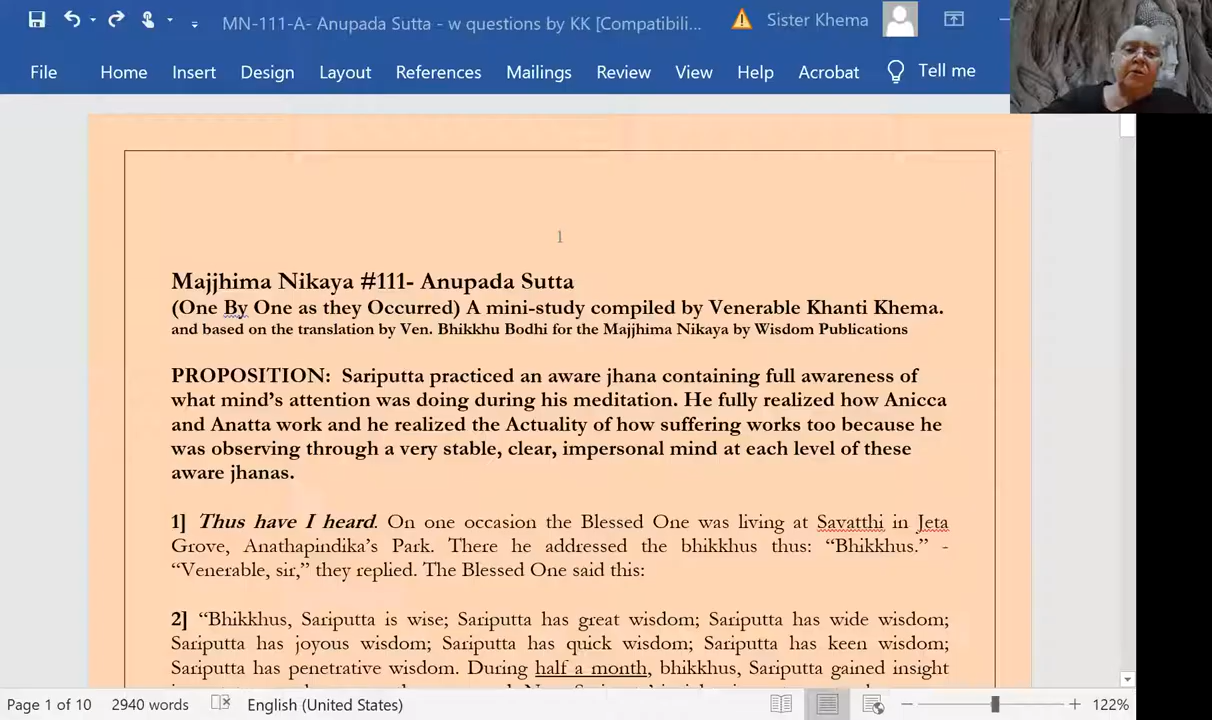 MN-111-A- Anupada Sutta - w questions by KK [Compatibili...
Sister Khema
File Home Insert Design Layout References Mailings Review View Help Acrobat Tell me
1
Majjhima Nikaya #111- Anupada Sutta
(One By One as they Occurred) A mini-study compiled by Venerable Khanti Khema.
and based on the translation by Ven. Bhikkhu Bodhi for the Majjhima Nikaya by Wisdom Publications
PROPOSITION: Sariputta practiced an aware jhana containing full awareness of
what mind's attention was doing during his meditation. He fully realized how Anicca
and Anatta work and he realized the Actuality of how suffering works too because he
was observing through a very stable, clear, impersonal mind at each level of these
aware jhanas.
1] Thus have I heard. On one occasion the Blessed One was living at Savatthi in Jeta
Grove, Anathapindika's Park. There he addressed the bhikkhus thus: "Bhikkhus." -
"Venerable, sir," they replied. The Blessed One said this:
2] "Bhikkhus, Sariputta is wise; Sariputta has great wisdom; Sariputta has wide wisdom;
Sariputta has joyous wisdom; Sariputta has quick wisdom; Sariputta has keen wisdom;
Sariputta has penetrative wisdom. During half a month, bhikkhus, Sariputta gained insight
Page 1 of 10 2940 words English (United States) 122%